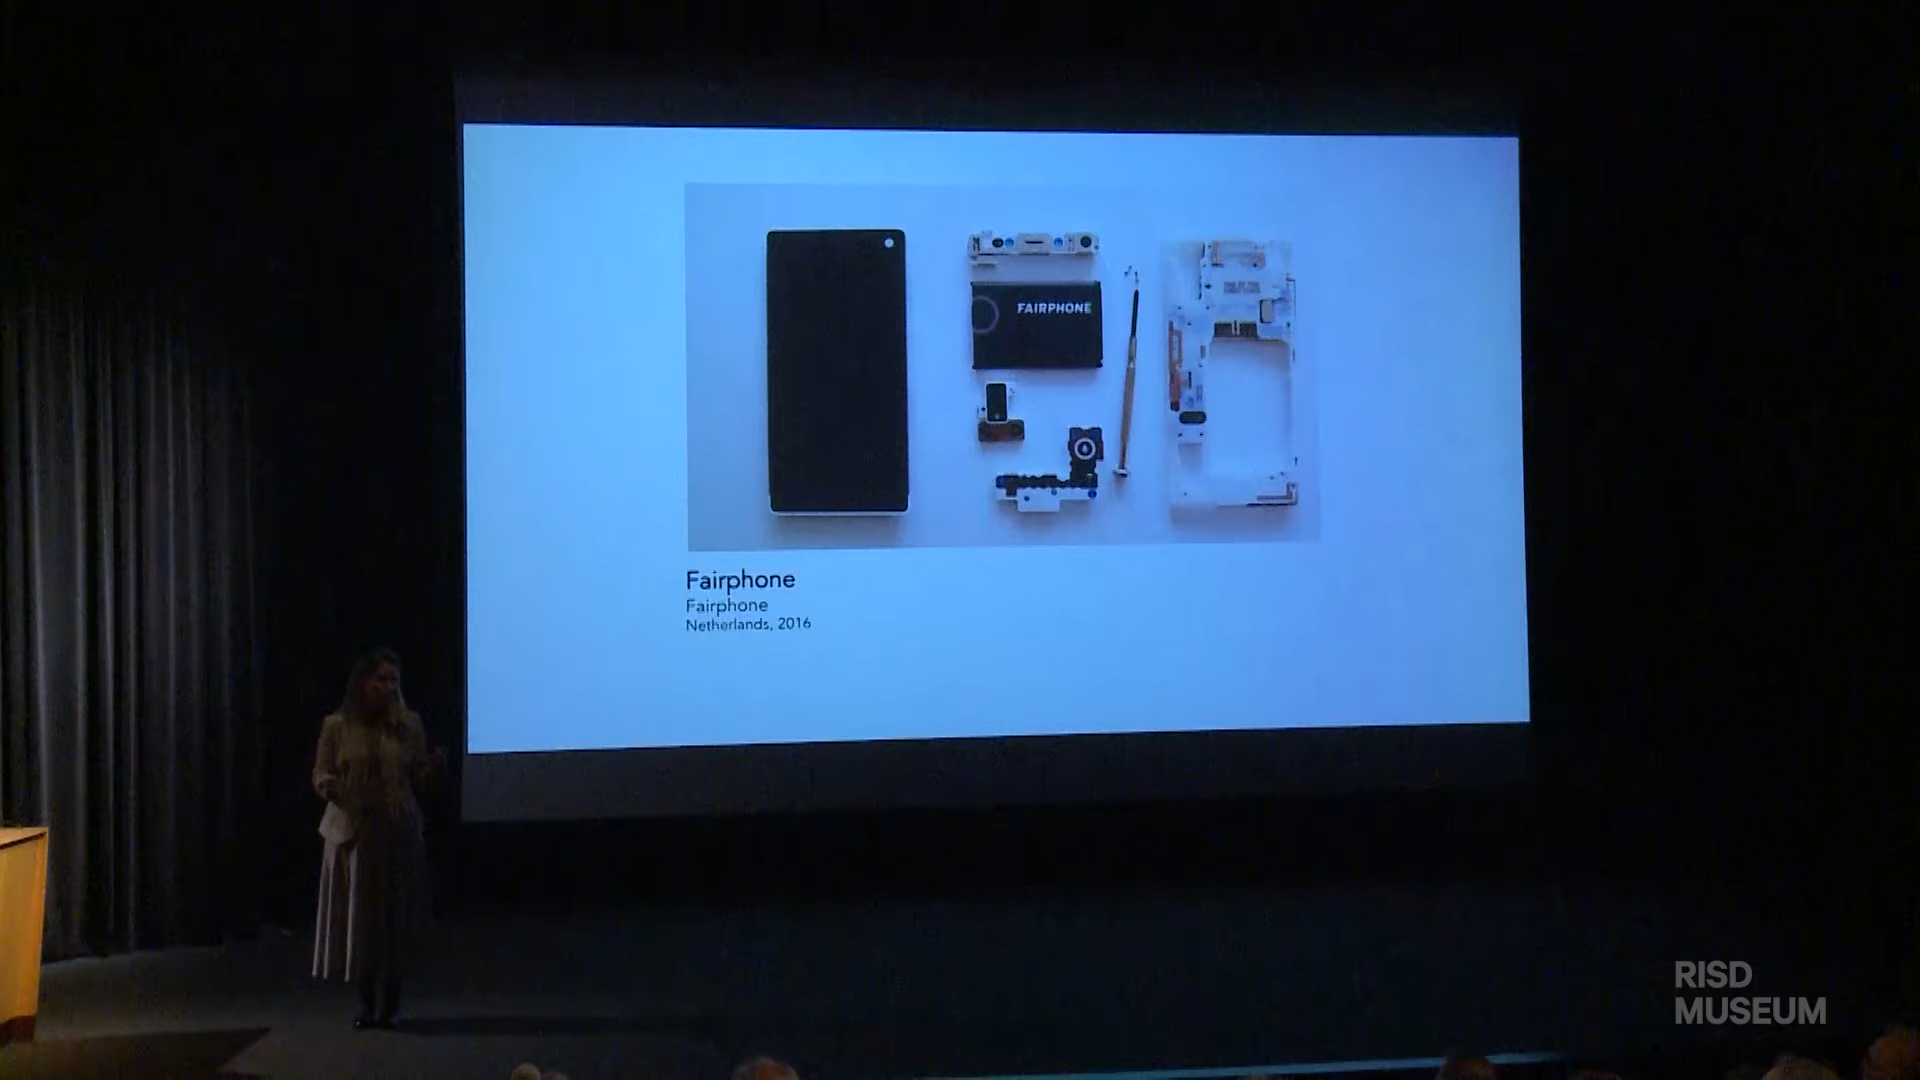 FAIRPHONE
Fairphone
Fairphone
Netherlands, 2016
RISD
MUSEUM